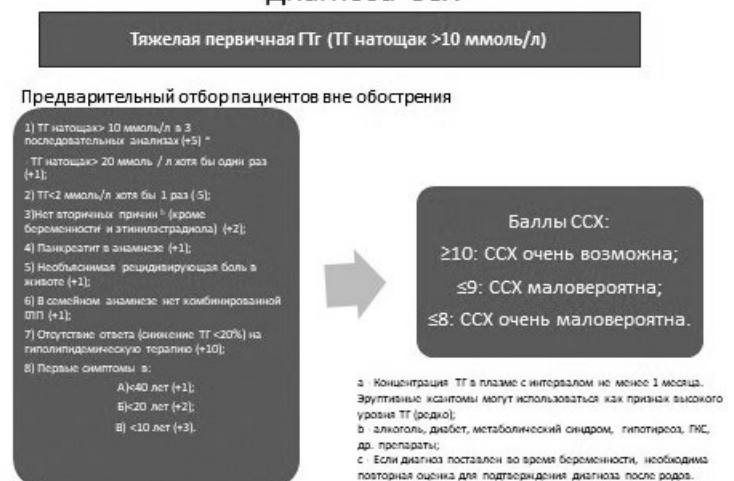 Тяжелая первичная ГТг (ТГ натощак >10 ммоль/л)
Предварительный отбор пациентов вне обострения
1) ТГ натощак> 10 ммоль/л в 3
последовательных анализах (+5) ª
ТГ натощак> 20 ммоль / л хотя бы один раз
(+1);
2) ТГ<2 ммоль/л хотя бы 1 раз (-5);
3)Нет вторичных причин ᵇ (кроме
беременности и этинилэстрадиола) (+2);
4) Панкреатит в анамнезе (+1);
5) Необъяснимая рецидивирующая боль в
животе (+1);
6) В семейном анамнезе нет комбинированной
ГЛП (+1);
7) Отсутствие ответа (снижение ТГ <20%) на
гиполипидемическую терапию (+10);
8) Первые симптомы в:
А)<40 лет (+1);
Б)<20 лет (+2);
В) <10 лет (+3).
Баллы ССХ:
≥10: ССХ очень возможна;
≤9: ССХ маловероятна;
≤8: ССХ очень маловероятна.
a - Концентрация ТГ в плазме с интервалом не менее 1 месяца.
Эруптивные ксантомы могут использоваться как признак высокого
уровня ТГ (редко);
b - алкоголь, диабет, метаболический синдром, гипотиреоз, ГКС,
др. препараты;
c - Если диагноз поставлен во время беременности, необходима
повторная оценка для подтверждения диагноза после родов.